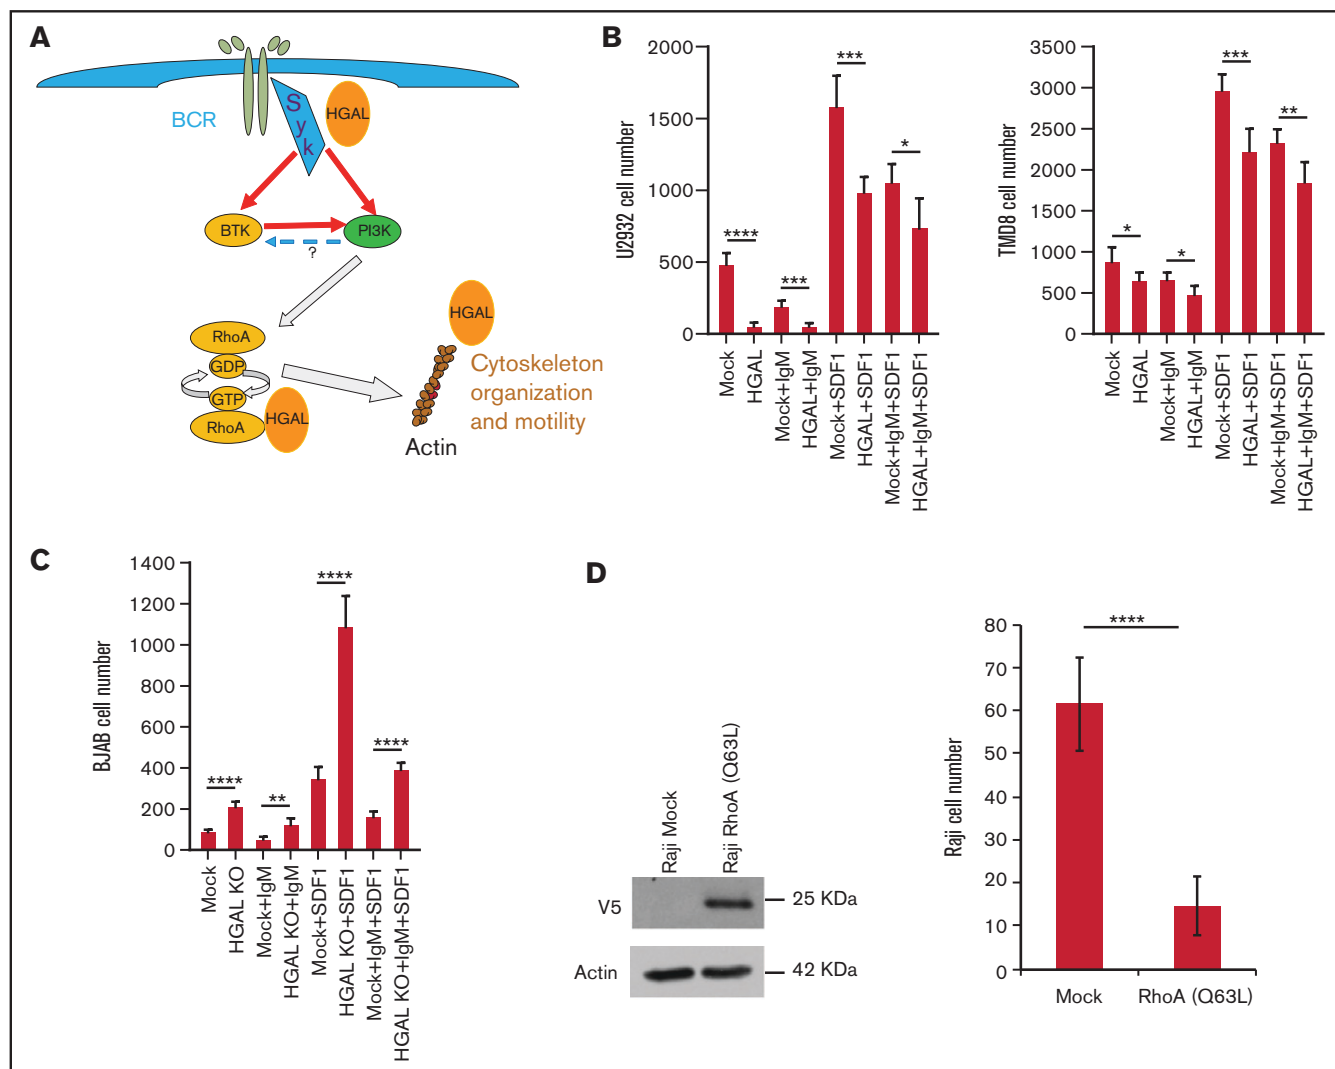 A
BCR
Syk
HGAL
BTK
PI3K
?
RhoA
GDP
GTP
RhoA
HGAL
HGAL
Actin
Cytoskeleton
organization
and motility
B
U2932 cell number
2000
1500
1000
500
0
****
***
***
*
Mock
HGAL
Mock+IgM
HGAL+IgM
Mock+SDF1
HGAL+SDF1
Mock+IgM+SDF1
HGAL+IgM+SDF1
TMD8 cell number
3500
3000
2500
2000
1500
1000
500
0
*
*
***
**
Mock
HGAL
Mock+IgM
HGAL+IgM
Mock+SDF1
HGAL+SDF1
Mock+IgM+SDF1
HGAL+IgM+SDF1
C
BJAB cell number
1400
1200
1000
800
600
400
200
0
****
**
****
****
Mock
HGAL KO
Mock+IgM
HGAL KO+IgM
Mock+SDF1
HGAL KO+SDF1
Mock+IgM+SDF1
HGAL KO+IgM+SDF1
D
Raji Mock
Raji RhoA (Q63L)
V5
25 KDa
Actin
42 KDa
Raji cell number
80
70
60
50
40
30
20
10
0
****
Mock
RhoA (Q63L)